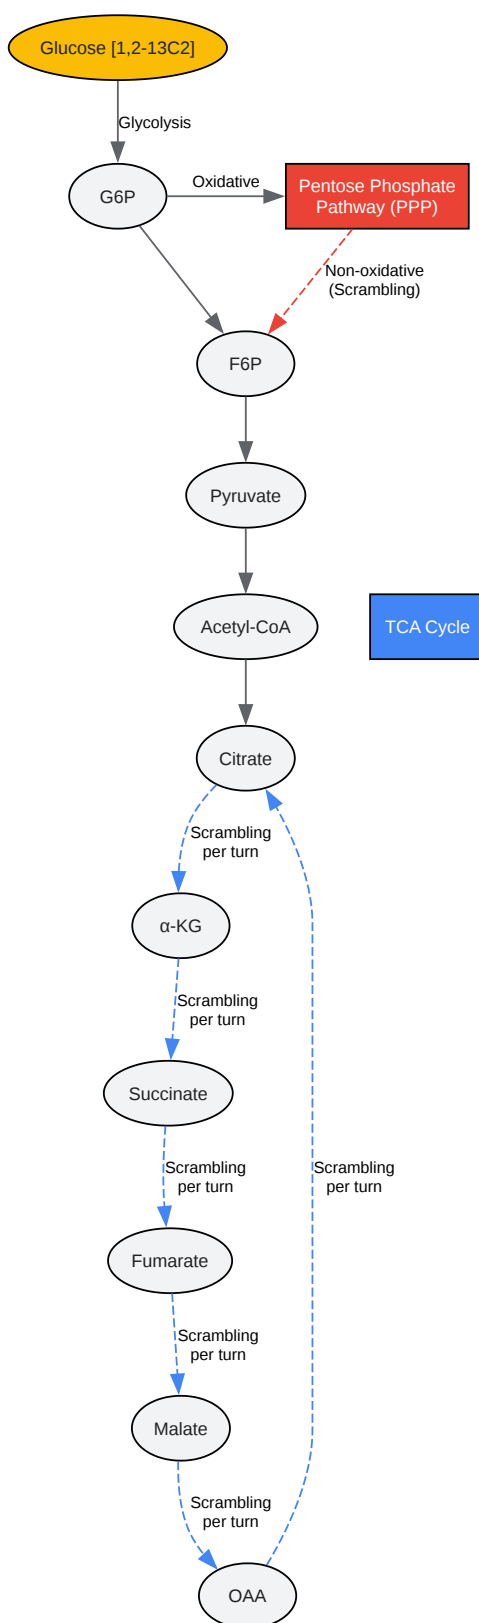 Glucose [1,2-13C2]
Glycolysis
G6P
Oxidative
Pentose Phosphate
Pathway (PPP)
Non-oxidative
(Scrambling)
F6P
Pyruvate
Acetyl-CoA
TCA Cycle
Citrate
Scrambling
per turn
α-KG
Scrambling
per turn
Succinate
Scrambling
per turn
Scrambling
per turn
Fumarate
Scrambling
per turn
Malate
Scrambling
per turn
OAA